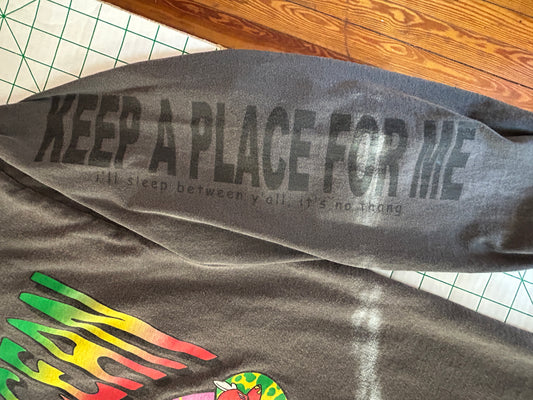 KEEP A PLACE FOR ME
i'll sleep between y'all, it's no thang